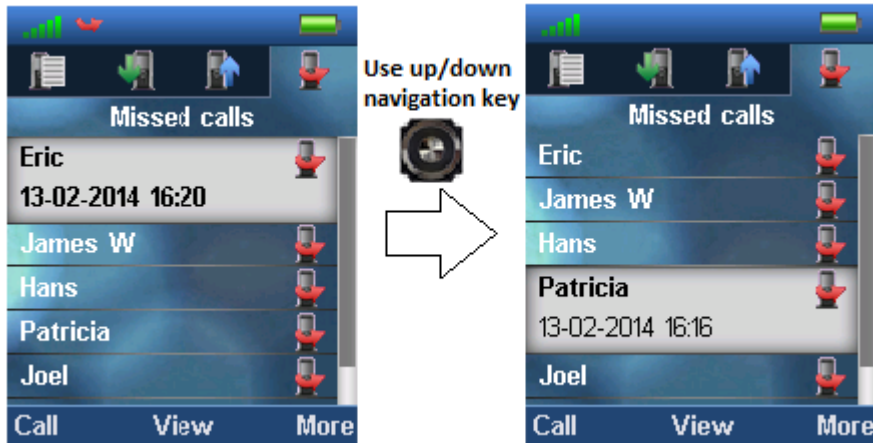 Missed calls
Eric
13-02-2014 16:20
James W
Hans
Patricia
Joel
Call View More
Use up/down
navigation key
Missed calls
Eric
James W
Hans
Patricia
13-02-2014 16:16
Joel
Call View More